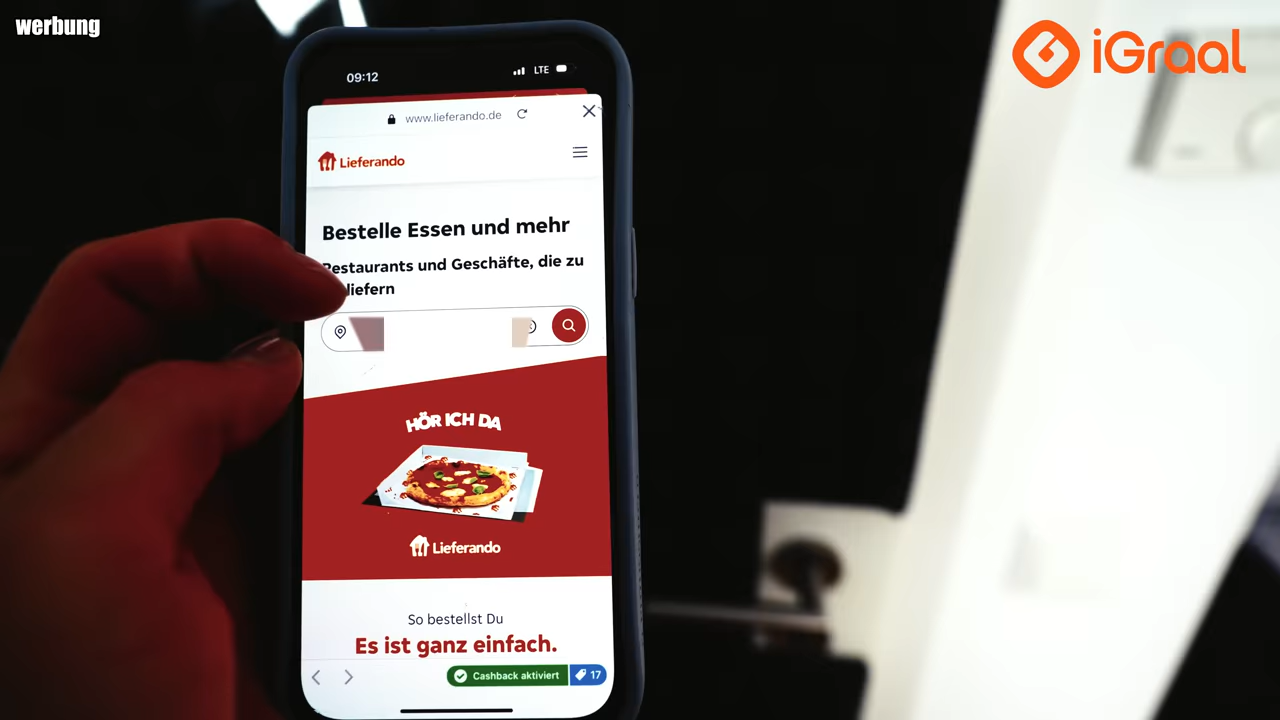 werbung
iGraal
09:12
LTE
www.lieferando.de
Lieferando
Bestelle Essen und mehr
Restaurants und Geschäfte, die zu
liefern
HÖR ICH DA
Lieferando
So bestellst Du
Es ist ganz einfach.
Cashback aktiviert
17